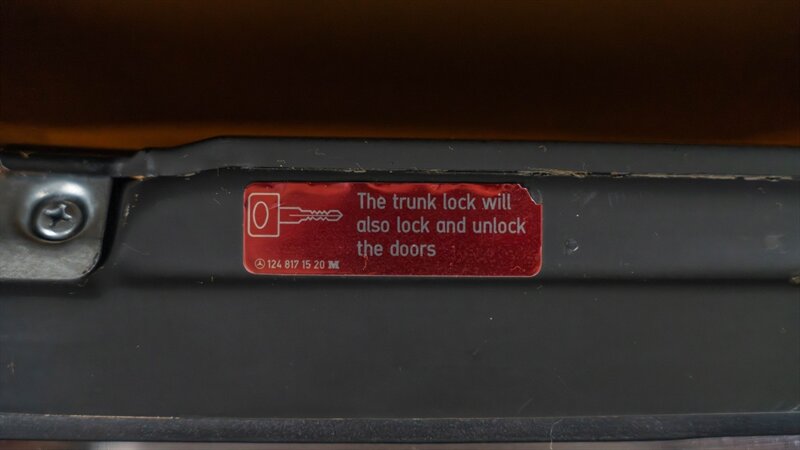 The trunk lock will
also lock and unlock
the doors
124 817 15 20 M